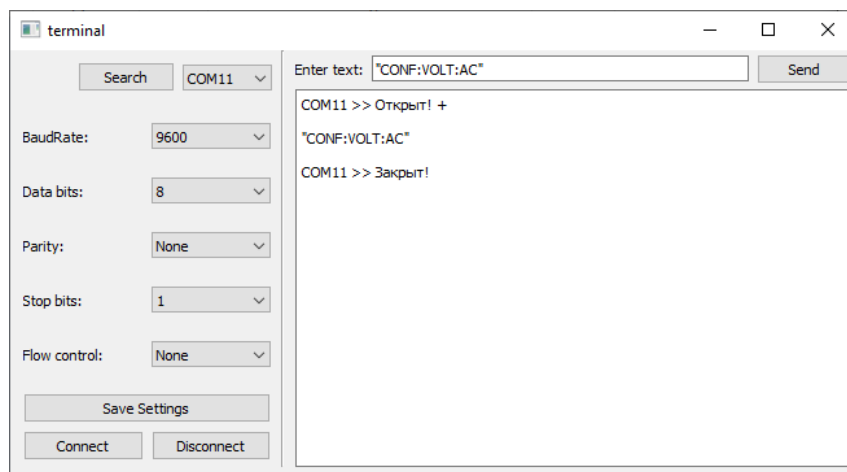 terminal
Search COM11
BaudRate: 9600
Data bits: 8
Parity: None
Stop bits: 1
Flow control: None
Save Settings
Connect Disconnect
Enter text: "CONF:VOLT:AC" Send
COM11 >> Открыт! +
"CONF:VOLT:AC"
COM11 >> Закрыт!